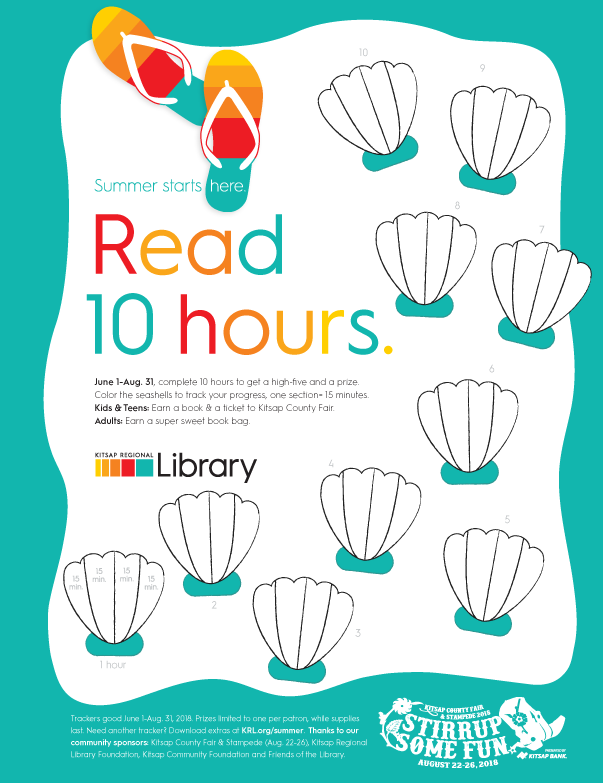 10
9
Summer starts here.
8
Read
7
10 hours.
6
June 1-Aug. 31, complete 10 hours to get a high-five and a prize.
Color the seashells to track your progress, one section= 15 minutes.
Kids & Teens: Earn a book & a ticket to Kitsap County Fair.
Adults: Earn a super sweet book bag.
KITSAP REGIONAL
Library
4
5
15 min.
15 min.
15 min.
15 min.
2
3
1 hour
Trackers good June 1-Aug. 31, 2018. Prizes limited to one per patron, while supplies
last. Need another tracker? Download extras at KRL.org/summer. Thanks to our
community sponsors: Kitsap County Fair & Stampede (Aug. 22-26), Kitsap Regional
Library Foundation, Kitsap Community Foundation and Friends of the Library.
KITSAP COUNTY FAIR
& STAMPEDE 2018
STIRRUP
SOME FUN
AUGUST 22-26, 2018
PRESENTED BY
KITSAP BANK.